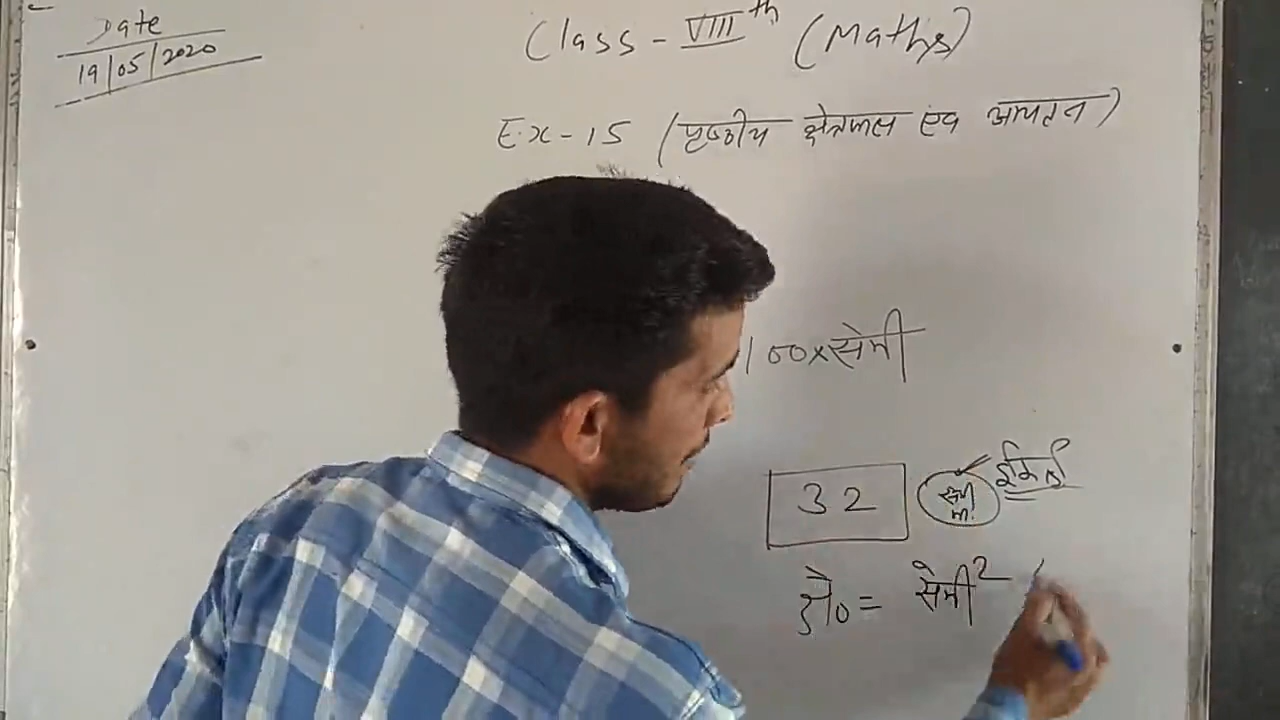 Date
19/05/2020
Class - VIIIth (Maths)
Ex-15 (पृष्ठीय क्षेत्रफल एवं आयतन)
100×सेमी
32 सेमी इकाई
क्षे० = सेमी²